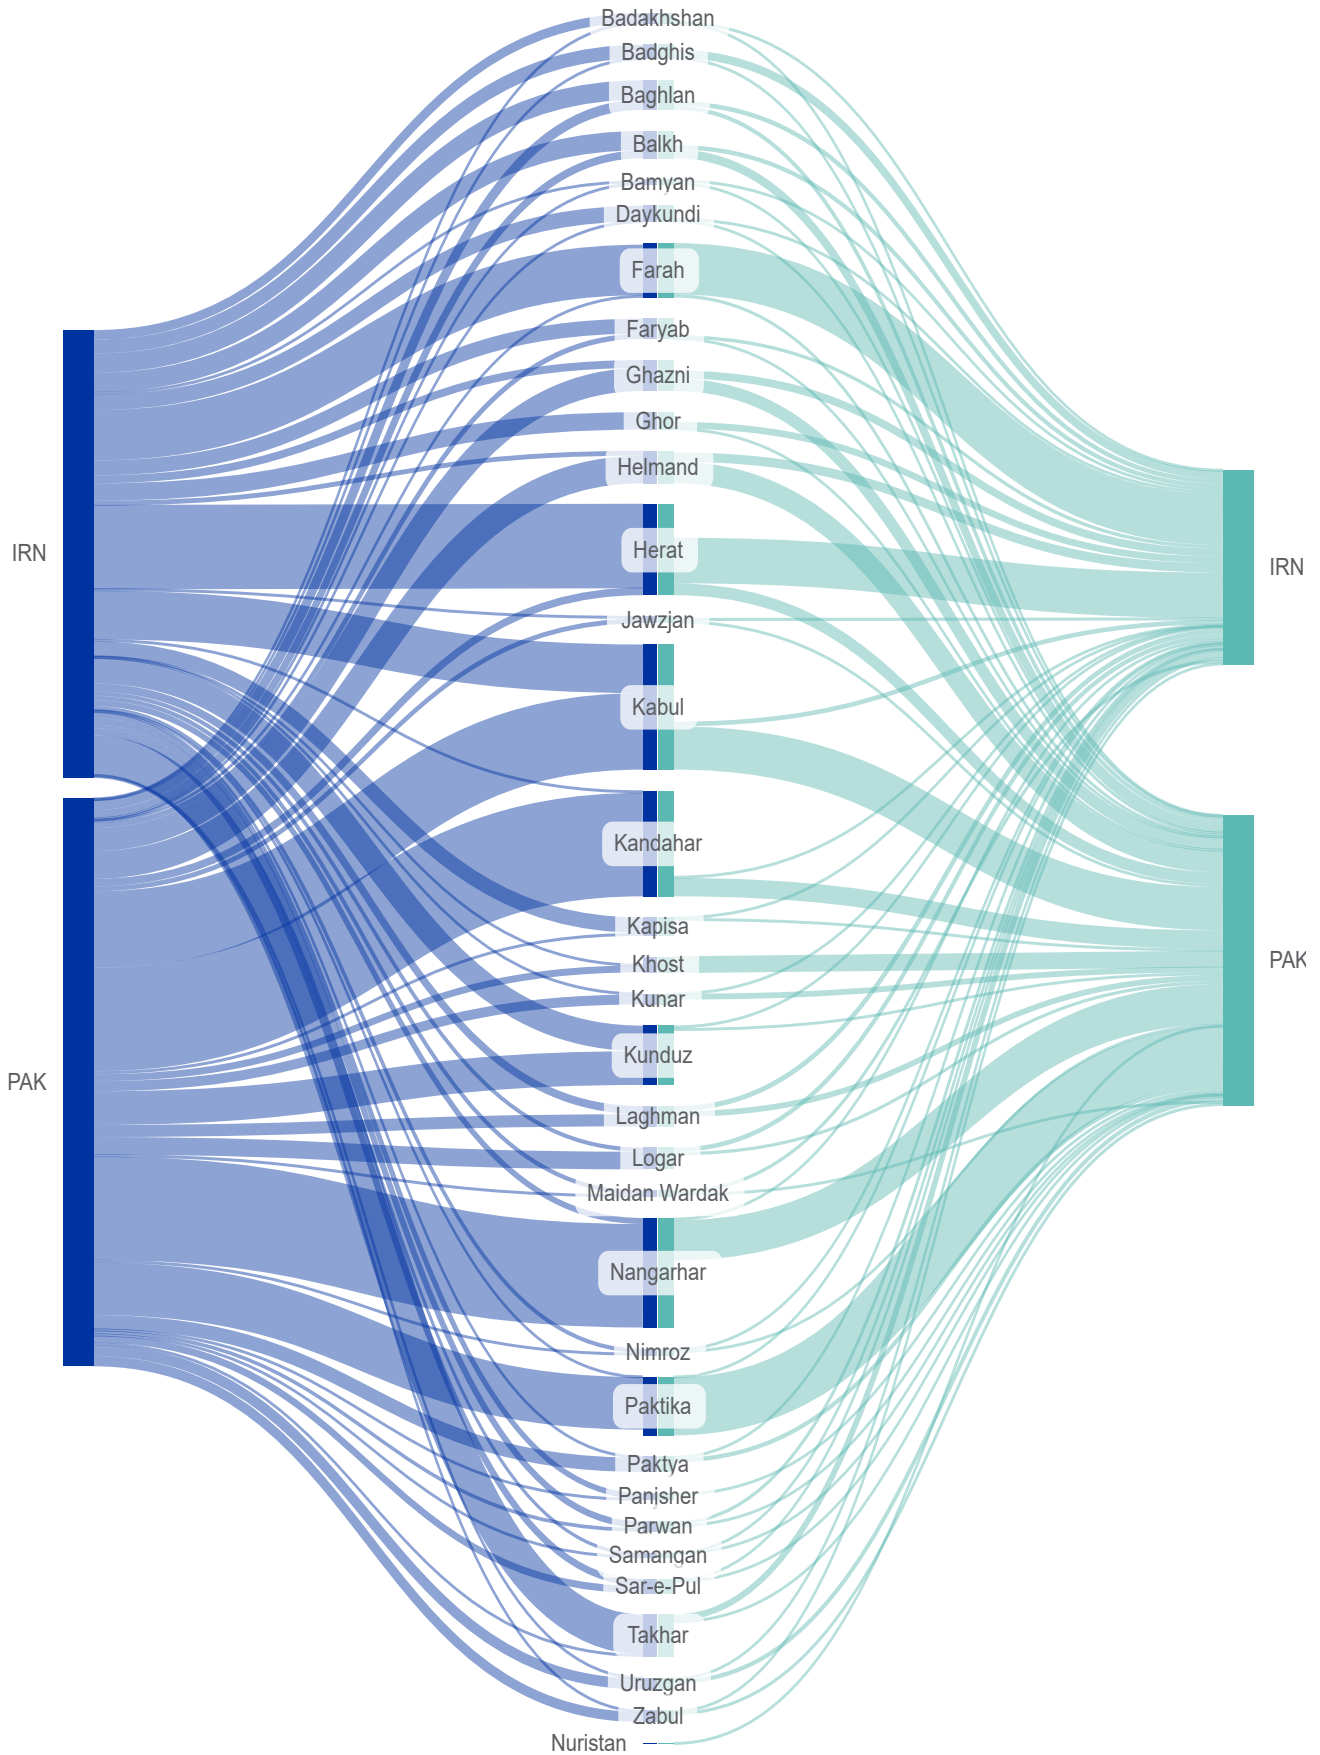 Badakhshan
Badghis
Baghlan
Balkh
Bamyan
Daykundi
Farah
Faryab
Ghazni
Ghor
Helmand
Herat
IRN
IRN
Jawzjan
Kabul
Kandahar
Kapisa
Khost
PAK
Kunar
Kunduz
PAK
Laghman
Logar
Maidan Wardak
Nangarhar
Nimroz
Paktika
Paktya
Panjsher
Parwan
Samangan
Sar-e-Pul
Takhar
Uruzgan
Zabul
Nuristan